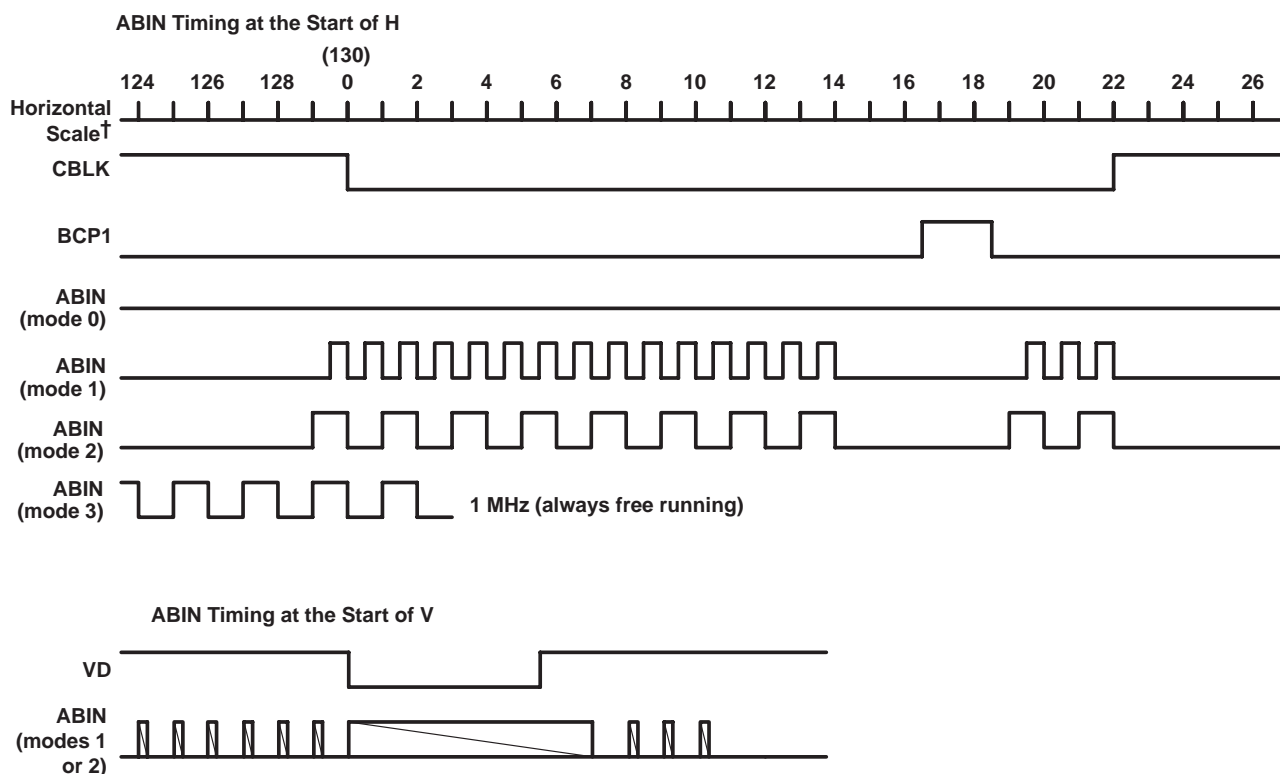 ABIN Timing at the Start of H
(130)
124 126 128 0 2 4 6 8 10 12 14 16 18 20 22 24 26
Horizontal
Scale†
CBLK
BCP1
ABIN
(mode 0)
ABIN
(mode 1)
ABIN
(mode 2)
ABIN
(mode 3)
1 MHz (always free running)
ABIN Timing at the Start of V
VD
ABIN
(modes 1
or 2)